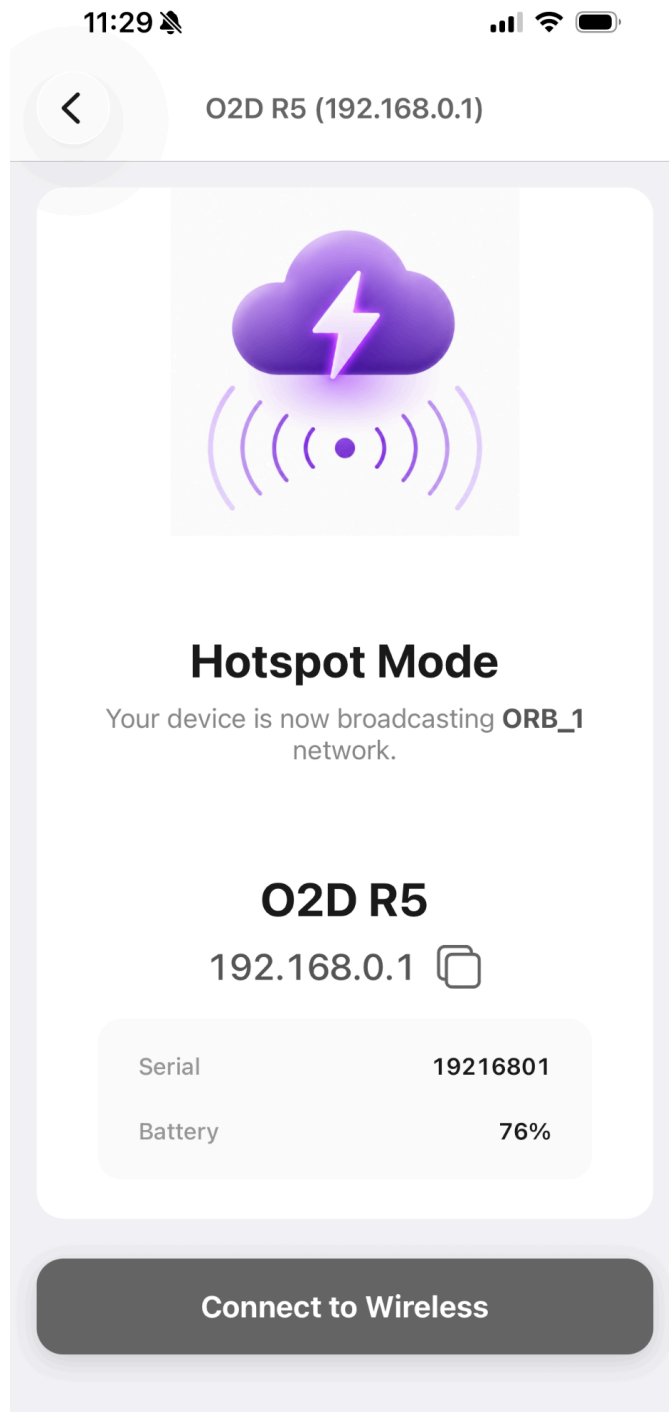 11:29
O2D R5 (192.168.0.1)
Hotspot Mode
Your device is now broadcasting ORB_1
network.
O2D R5
192.168.0.1
Serial 19216801
Battery 76%
Connect to Wireless